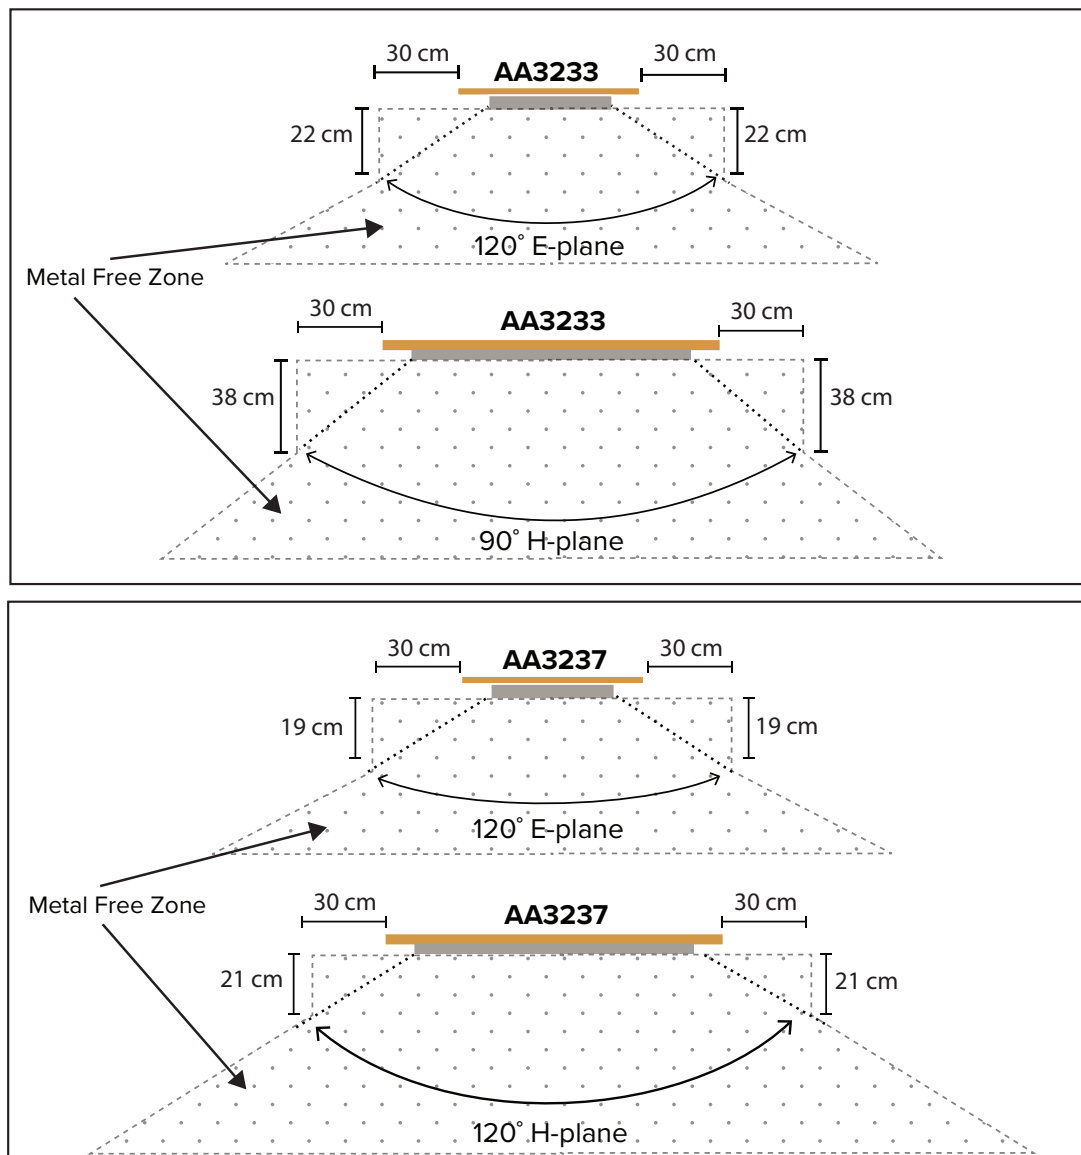 30 cm
30 cm
AA3233
22 cm
22 cm
120° E-plane
Metal Free Zone
30 cm
30 cm
AA3233
38 cm
38 cm
90° H-plane
30 cm
30 cm
AA3237
19 cm
19 cm
120° E-plane
Metal Free Zone
30 cm
30 cm
AA3237
21 cm
21 cm
120° H-plane